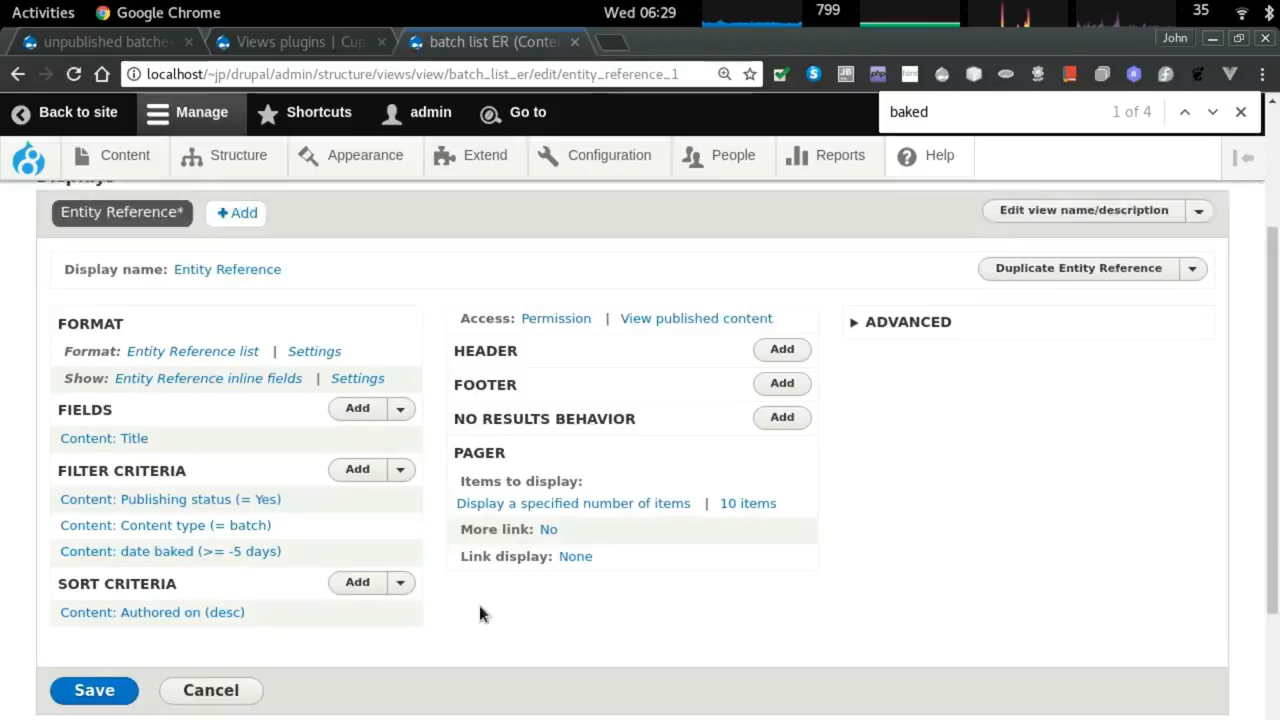 Activities Google Chrome Wed 06:29 799 35
unpublished batche Views plugins | Cup batch list ER (Conte John
localhost/~jp/drupal/admin/structure/views/view/batch_list_er/edit/entity_reference_1
Back to site Manage Shortcuts admin Go to baked 1 of 4
Content Structure Appearance Extend Configuration People Reports Help
Displays
Entity Reference* +Add Edit view name/description
Display name: Entity Reference Duplicate Entity Reference
FORMAT
Format: Entity Reference list | Settings
Show: Entity Reference inline fields | Settings
FIELDS Add
Content: Title
FILTER CRITERIA Add
Content: Publishing status (= Yes)
Content: Content type (= batch)
Content: date baked (>= -5 days)
SORT CRITERIA Add
Content: Authored on (desc)
Access: Permission | View published content
HEADER Add
FOOTER Add
NO RESULTS BEHAVIOR Add
PAGER
Items to display:
Display a specified number of items | 10 items
More link: No
Link display: None
ADVANCED
Save Cancel